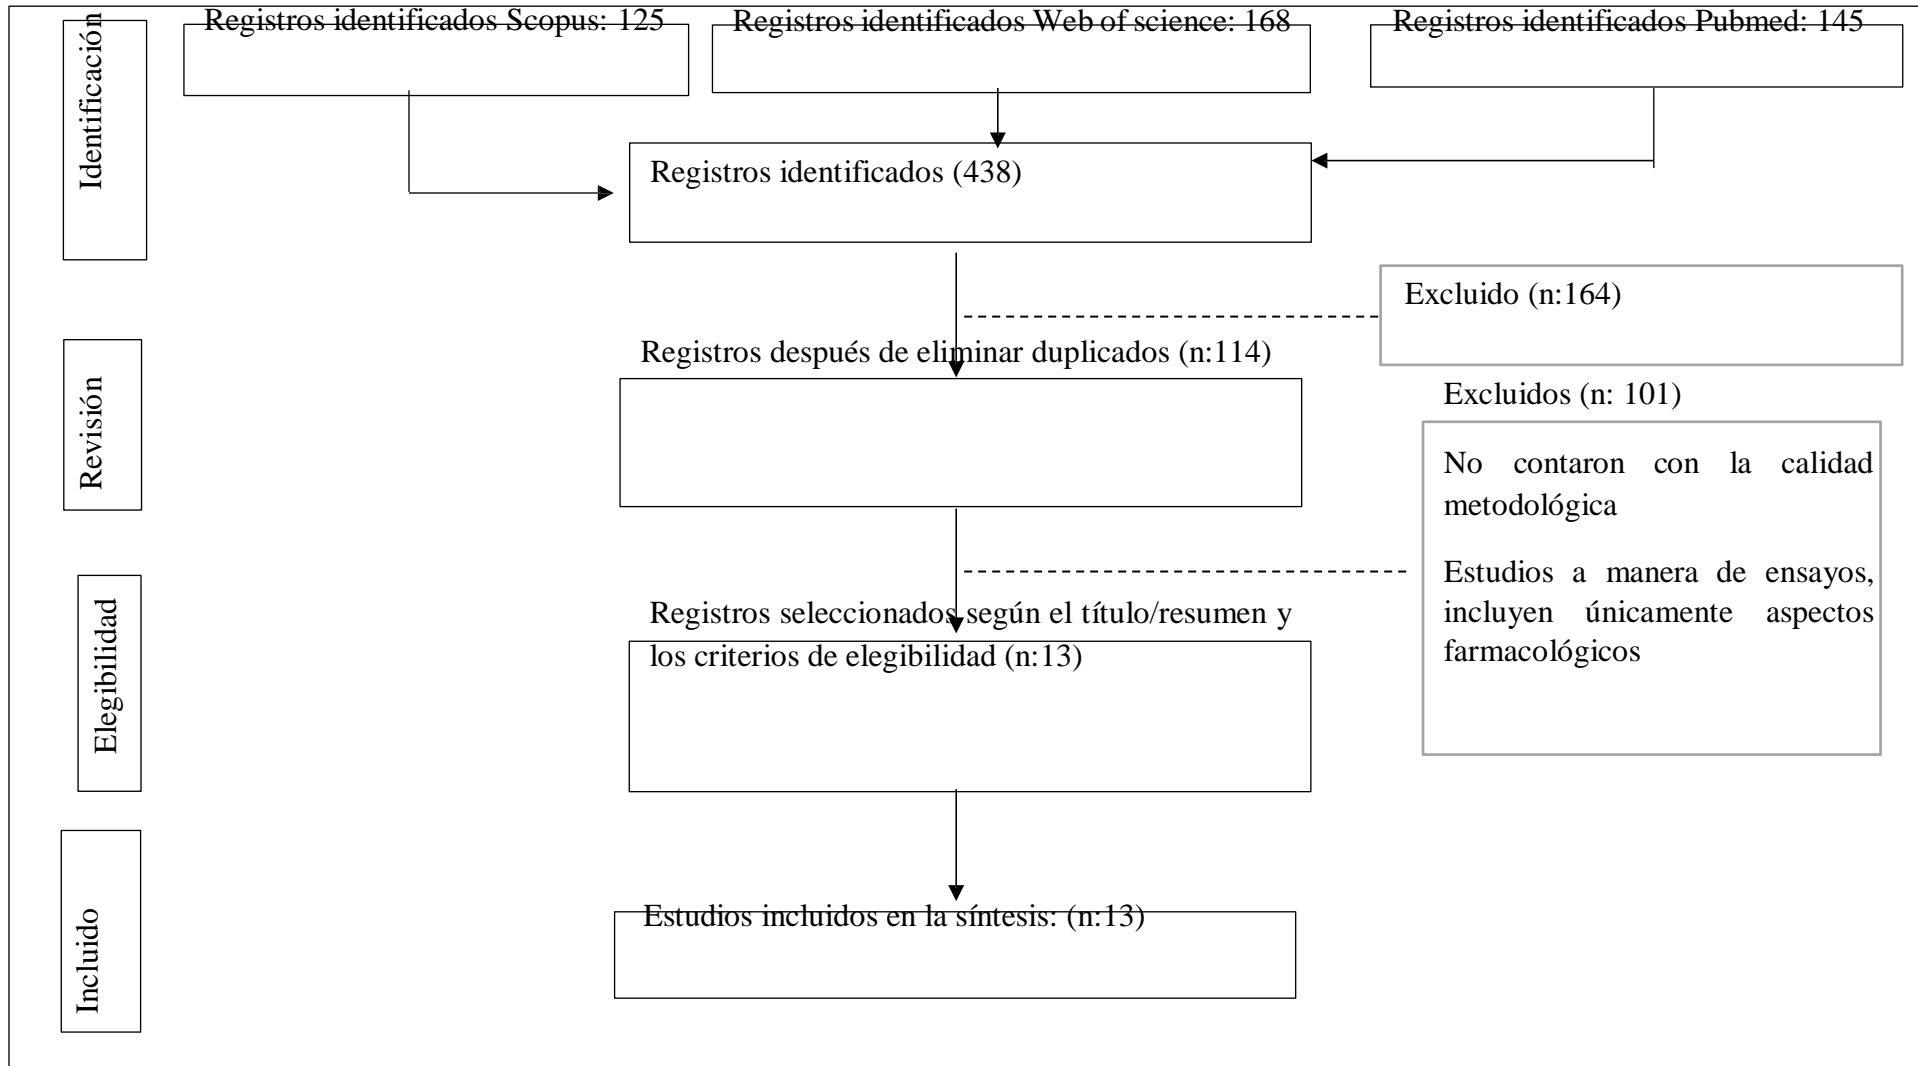 Identificación
Registros identificados Scopus: 125
Registros identificados Web of science: 168
Registros identificados Pubmed: 145
Registros identificados (438)
Excluido (n:164)
Revisión
Registros después de eliminar duplicados (n:114)
Excluidos (n: 101)
No contaron con la calidad
metodológica
Estudios a manera de ensayos,
incluyen únicamente aspectos
farmacológicos
Elegibilidad
Registros seleccionados según el título/resumen y
los criterios de elegibilidad (n:13)
Incluido
Estudios incluidos en la síntesis: (n:13)